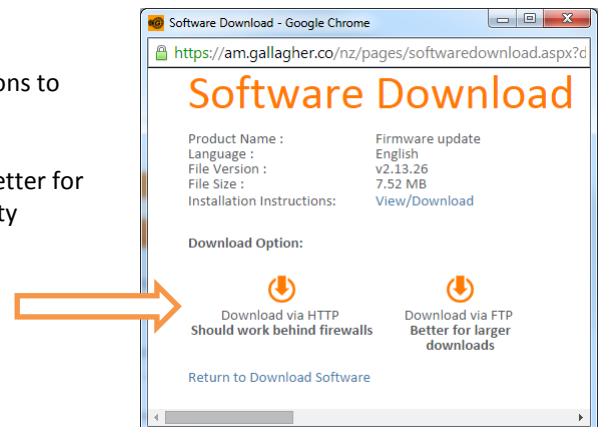 Software Download - Google Chrome
https://am.gallagher.co/nz/pages/softwaredownload.aspx?d
ons to
etter for
ty
Software Download
Product Name : Firmware update
Language : English
File Version : v2.13.26
File Size : 7.52 MB
Installation Instructions: View/Download
Download Option:
Download via HTTP
Should work behind firewalls
Download via FTP
Better for larger
downloads
Return to Download Software